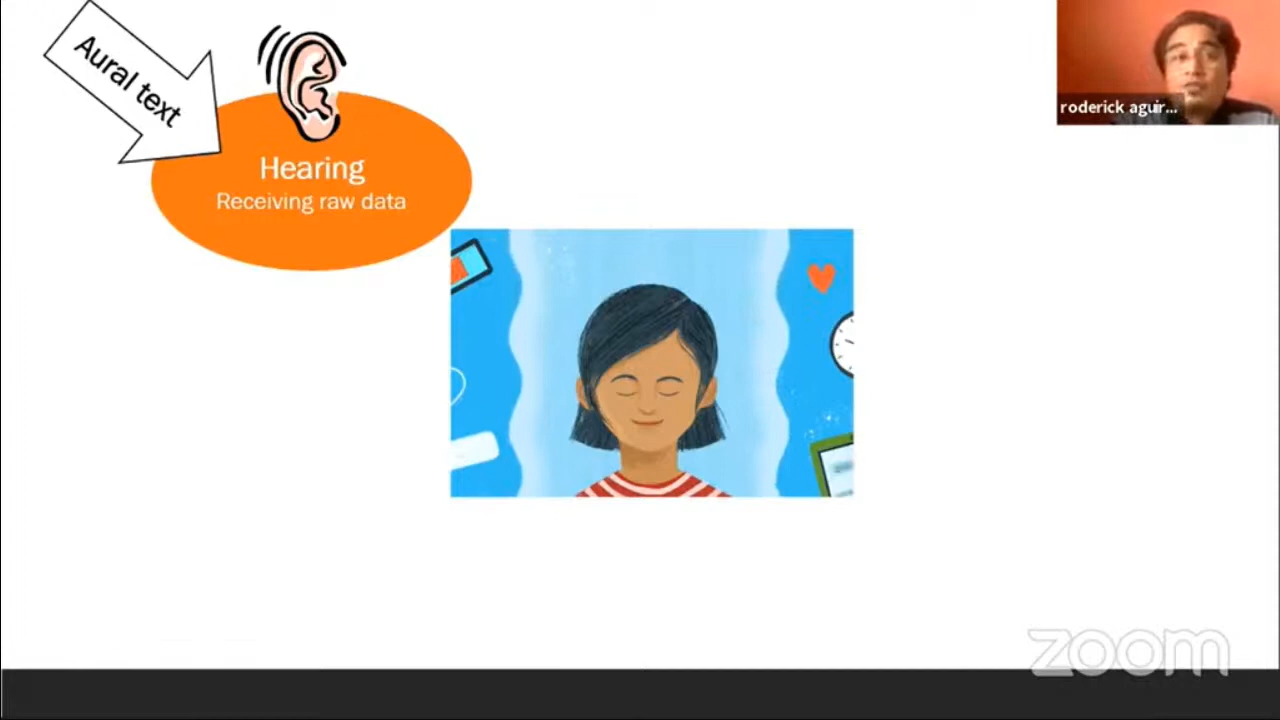 Aural text
Hearing
Receiving raw data
roderick aguir...
zoom